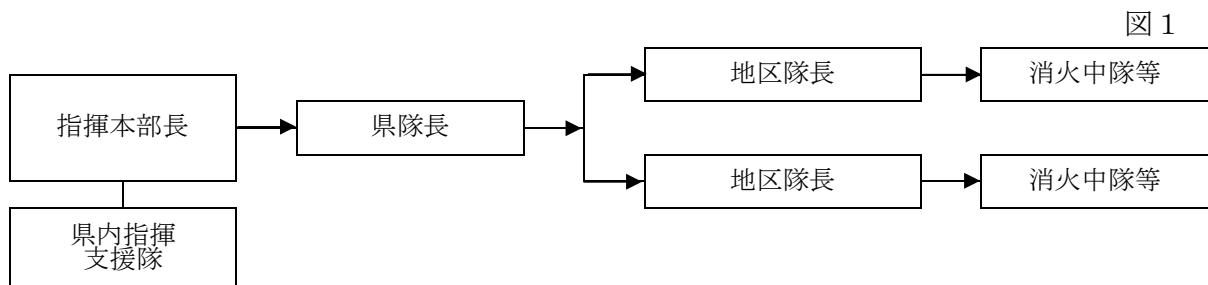 図1
指揮本部長
県隊長
地区隊長
消火中隊等
地区隊長
消火中隊等
県内指揮
支援隊